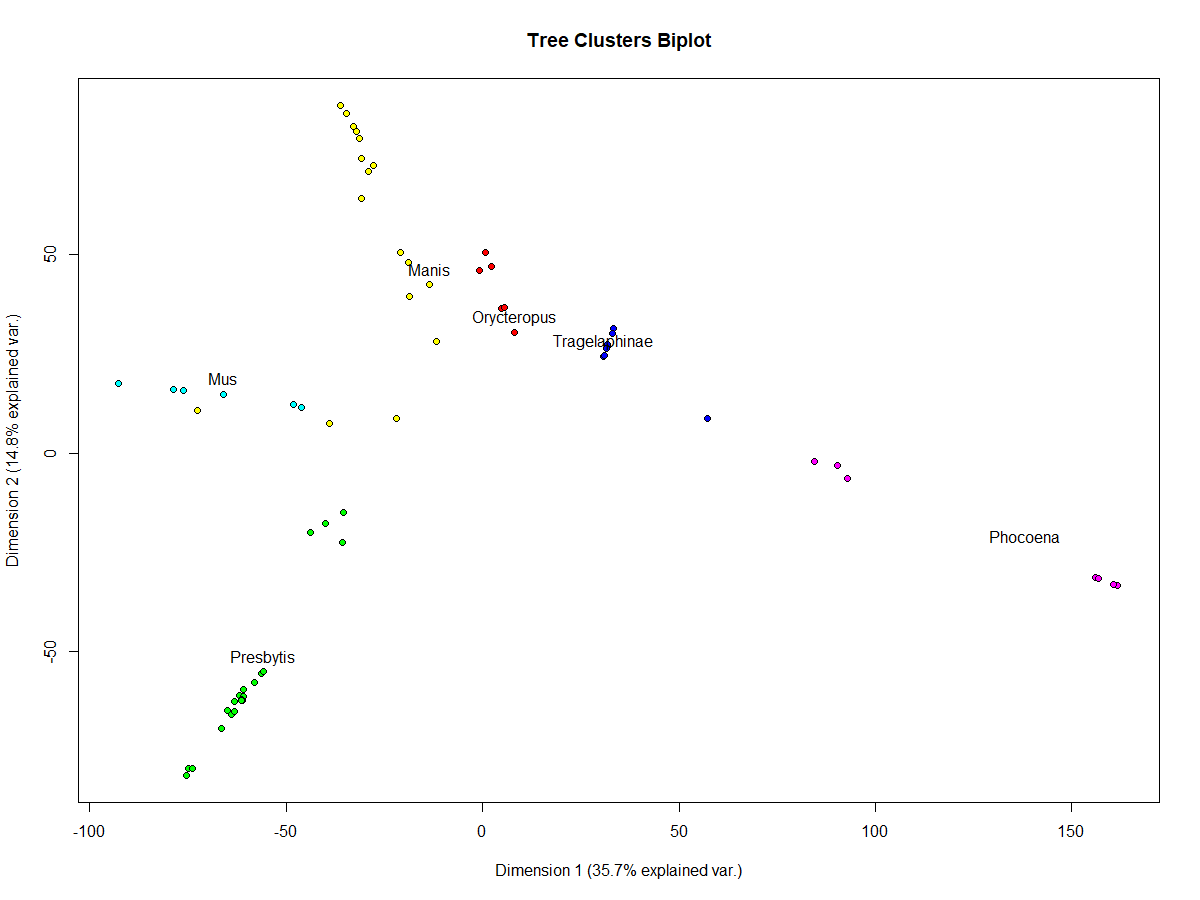 Tree Clusters Biplot
Dimension 2 (14.8% explained var.)
50
0
-50
Manis
Orycteropus
Tragelaphinae
Mus
Phocoena
Presbytis
-100 -50 0 50 100 150
Dimension 1 (35.7% explained var.)